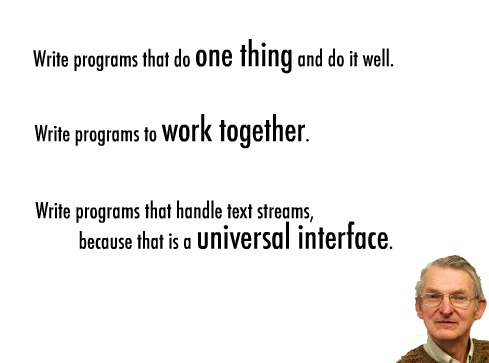 Write programs that do one thing and do it well.
Write programs to work together.
Write programs that handle text streams,
because that is a universal interface.